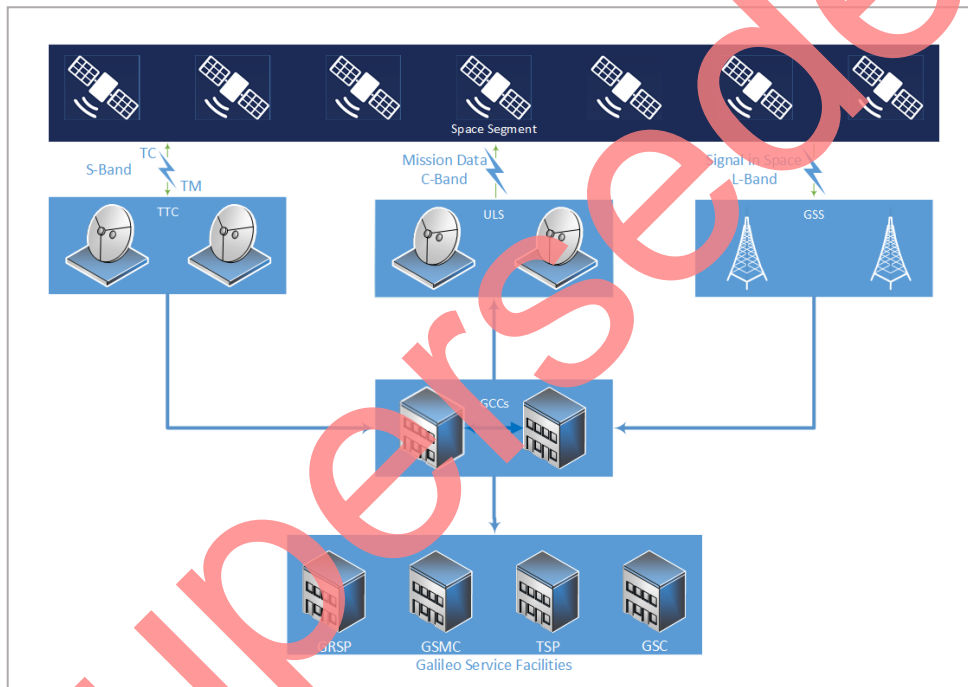 Space Segment
TC
S-Band
TM
Mission Data
C-Band
Signal in Space
L-Band
TTC
ULS
GSS
GCCs
GRSP
GSMC
TSP
GSC
Galileo Service Facilities
upersede